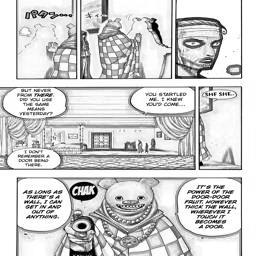 BUT NEVER
FROM THERE.
DID YOU USE
THE SAME
MEANS
YESTERDAY?
YOU STARTLED
ME. I KNEW
YOU'D COME...
SHE SHE...
I DON'T
REMEMBER A
DOOR BEING
THERE.
AS LONG AS
THERE'S A
WALL, I CAN
GET IN AND
OUT OF
ANYTHING.
CHAK
IT'S THE
POWER OF THE
DOOR-DOOR
FRUIT. HOWEVER
THICK THE WALL,
WHEREVER I
TOUCH IT
BECOMES
A DOOR.